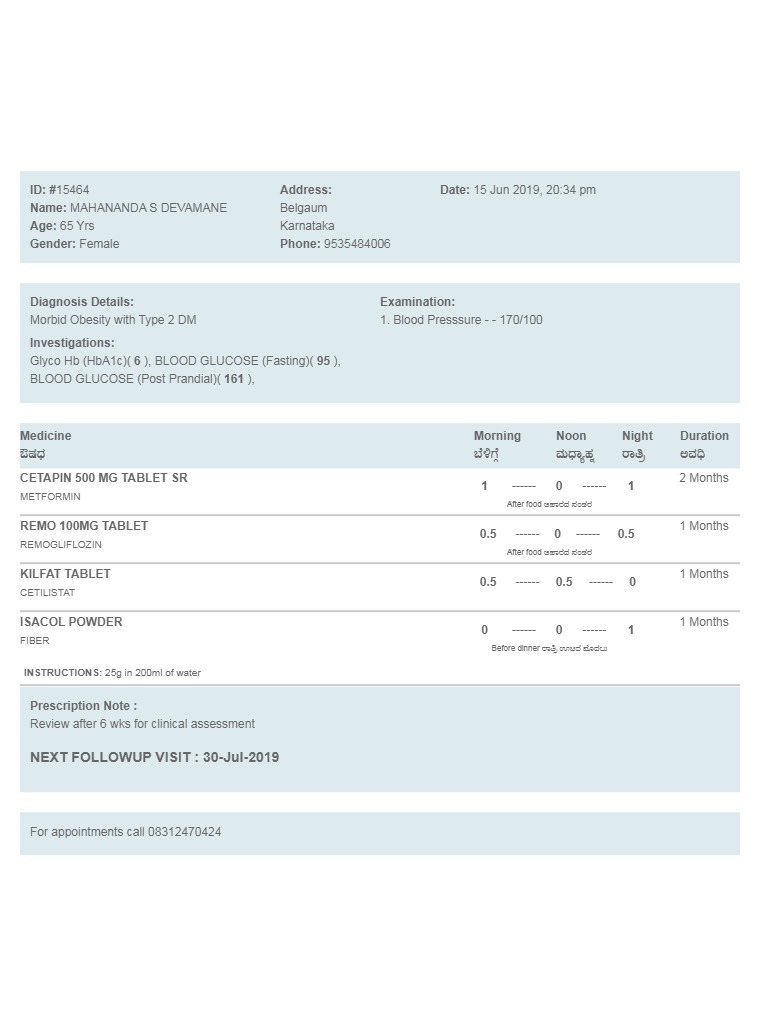 ID: #15464
Name: MAHANANDA S DEVAMANE
Age: 65 Yrs
Gender: Female
Address:
Belgaum
Karnataka
Phone: 9535484006
Date: 15 Jun 2019, 20:34 pm
Diagnosis Details:
Morbid Obesity with Type 2 DM
Investigations:
Glyco Hb (HbA1c)( 6 ), BLOOD GLUCOSE (Fasting)( 95 ),
BLOOD GLUCOSE (Post Prandial)( 161 ),
Examination:
1. Blood Presssure - - 170/100
Medicine Morning Noon Night Duration
ಔಷಧ ಬೆಳಿಗ್ಗೆ ಮಧ್ಯಾಹ್ನ ರಾತ್ರಿ ಅವಧಿ
CETAPIN 500 MG TABLET SR 1 ------ 0 ------ 1 2 Months
METFORMIN After food ಆಹಾರದ ನಂತರ
REMO 100MG TABLET 0.5 ------ 0 ------ 0.5 1 Months
REMOGLIFLOZIN After food ಆಹಾರದ ನಂತರ
KILFAT TABLET 0.5 ------ 0.5 ------ 0 1 Months
CETILISTAT
ISACOL POWDER 0 ------ 0 ------ 1 1 Months
FIBER Before dinner ರಾತ್ರಿ ಊಟದ ಮೊದಲು
INSTRUCTIONS: 25g in 200ml of water
Prescription Note :
Review after 6 wks for clinical assessment
NEXT FOLLOWUP VISIT : 30-Jul-2019
For appointments call 08312470424